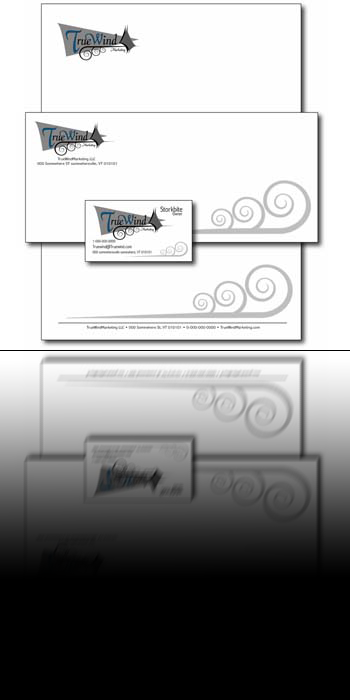 TrueWind
Marketing
TrueWind
Marketing
TrueWindMarketing LLC
000 Somewhere ST somewheresville, VT 010101
TrueWind
Marketing
Storkbite
Owner
1-000-000-0000
Truewind@Truewind.com
000 somewheresville somewhere, VT 010101
TrueWindMarketing LLC • 000 Somewhere St, VT 010101 • 0-000-000-0000 • TrueWindMarketing.com